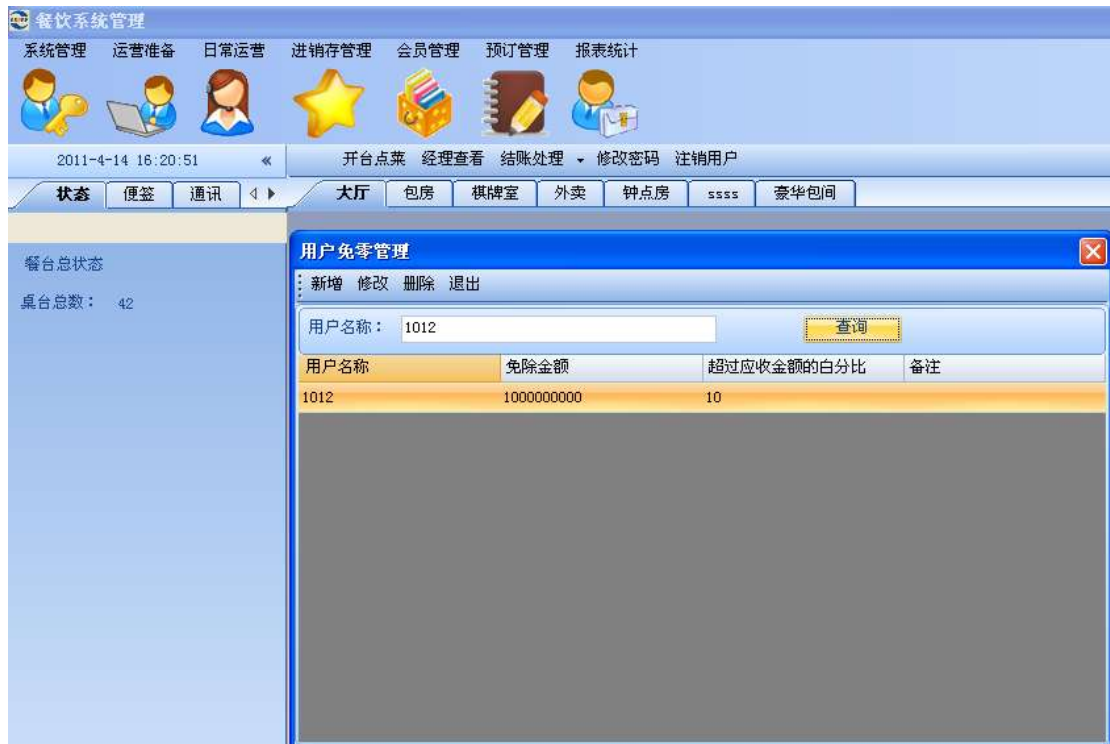 餐饮系统管理
系统管理 运营准备 日常运营 进销存管理 会员管理 预订管理 报表统计
2011-4-14 16:20:51 « 开台点菜 经理查看 结账处理 修改密码 注销用户
状态 便签 通讯 大厅 包房 棋牌室 外卖 钟点房 ssss 豪华包间
用户免零管理
餐台总状态
新增 修改 删除 退出
桌台总数: 42
用户名称: 1012 查询
用户名称 免除金额 超过应收金额的白分比 备注
1012 1000000000 10